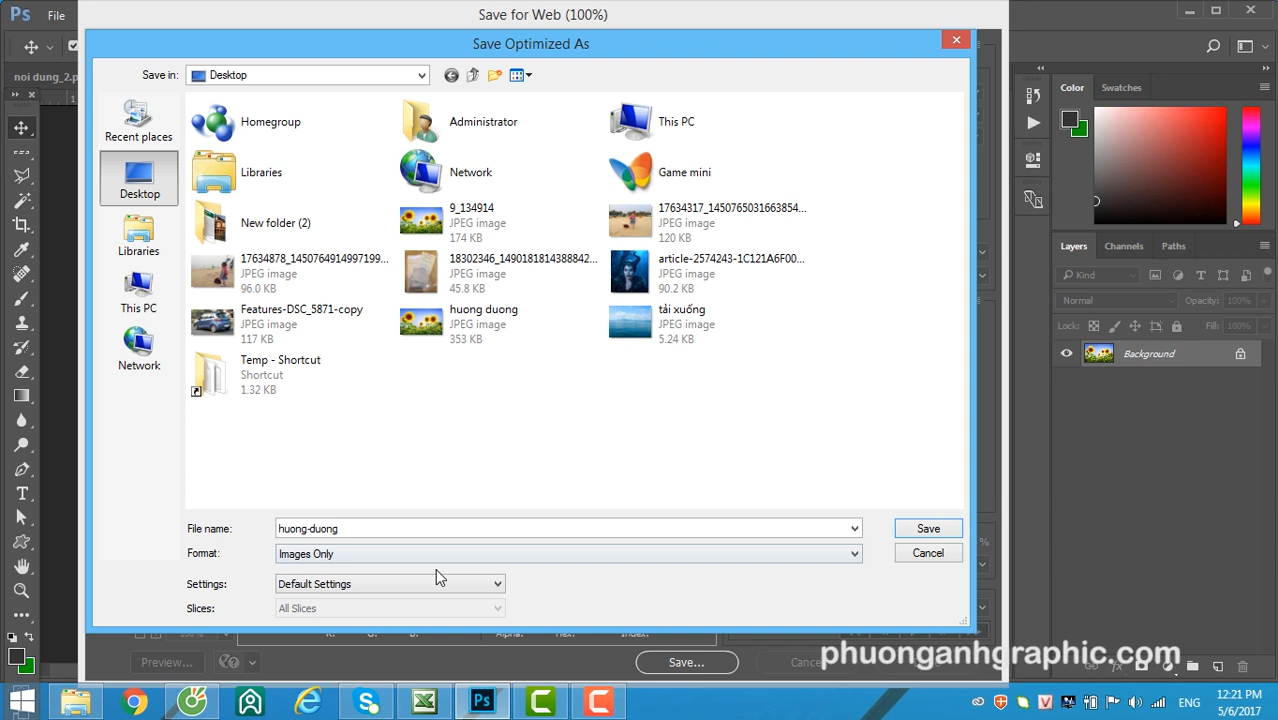 Ps File Save for Web (100%)
Save Optimized As
noi dung_2.p
Save in: Desktop
Color Swatches
Recent places
Desktop
Libraries
This PC
Network
Homegroup Administrator This PC
Libraries Network Game mini
New folder (2)
9_134914
JPEG image
174 KB
17634317_1450765031663854...
JPEG image
120 KB
17634878_1450764914997199...
JPEG image
96.0 KB
18302346_1490181814388842...
JPEG image
45.8 KB
article-2574243-1C121A6F00...
JPEG image
90.2 KB
Features-DSC_5871-copy
JPEG image
117 KB
huong duong
JPEG image
353 KB
tải xuống
JPEG image
5.24 KB
Temp - Shortcut
Shortcut
1.32 KB
Layers Channels Paths
Kind
Normal Opacity: 100%
Lock: Fill: 100%
Background
File name: huong-duong Save
Format: Images Only Cancel
Settings: Default Settings
Slices: All Slices
Preview... Save...
phuonganhgraphic.com
ENG
12:21 PM
5/6/2017